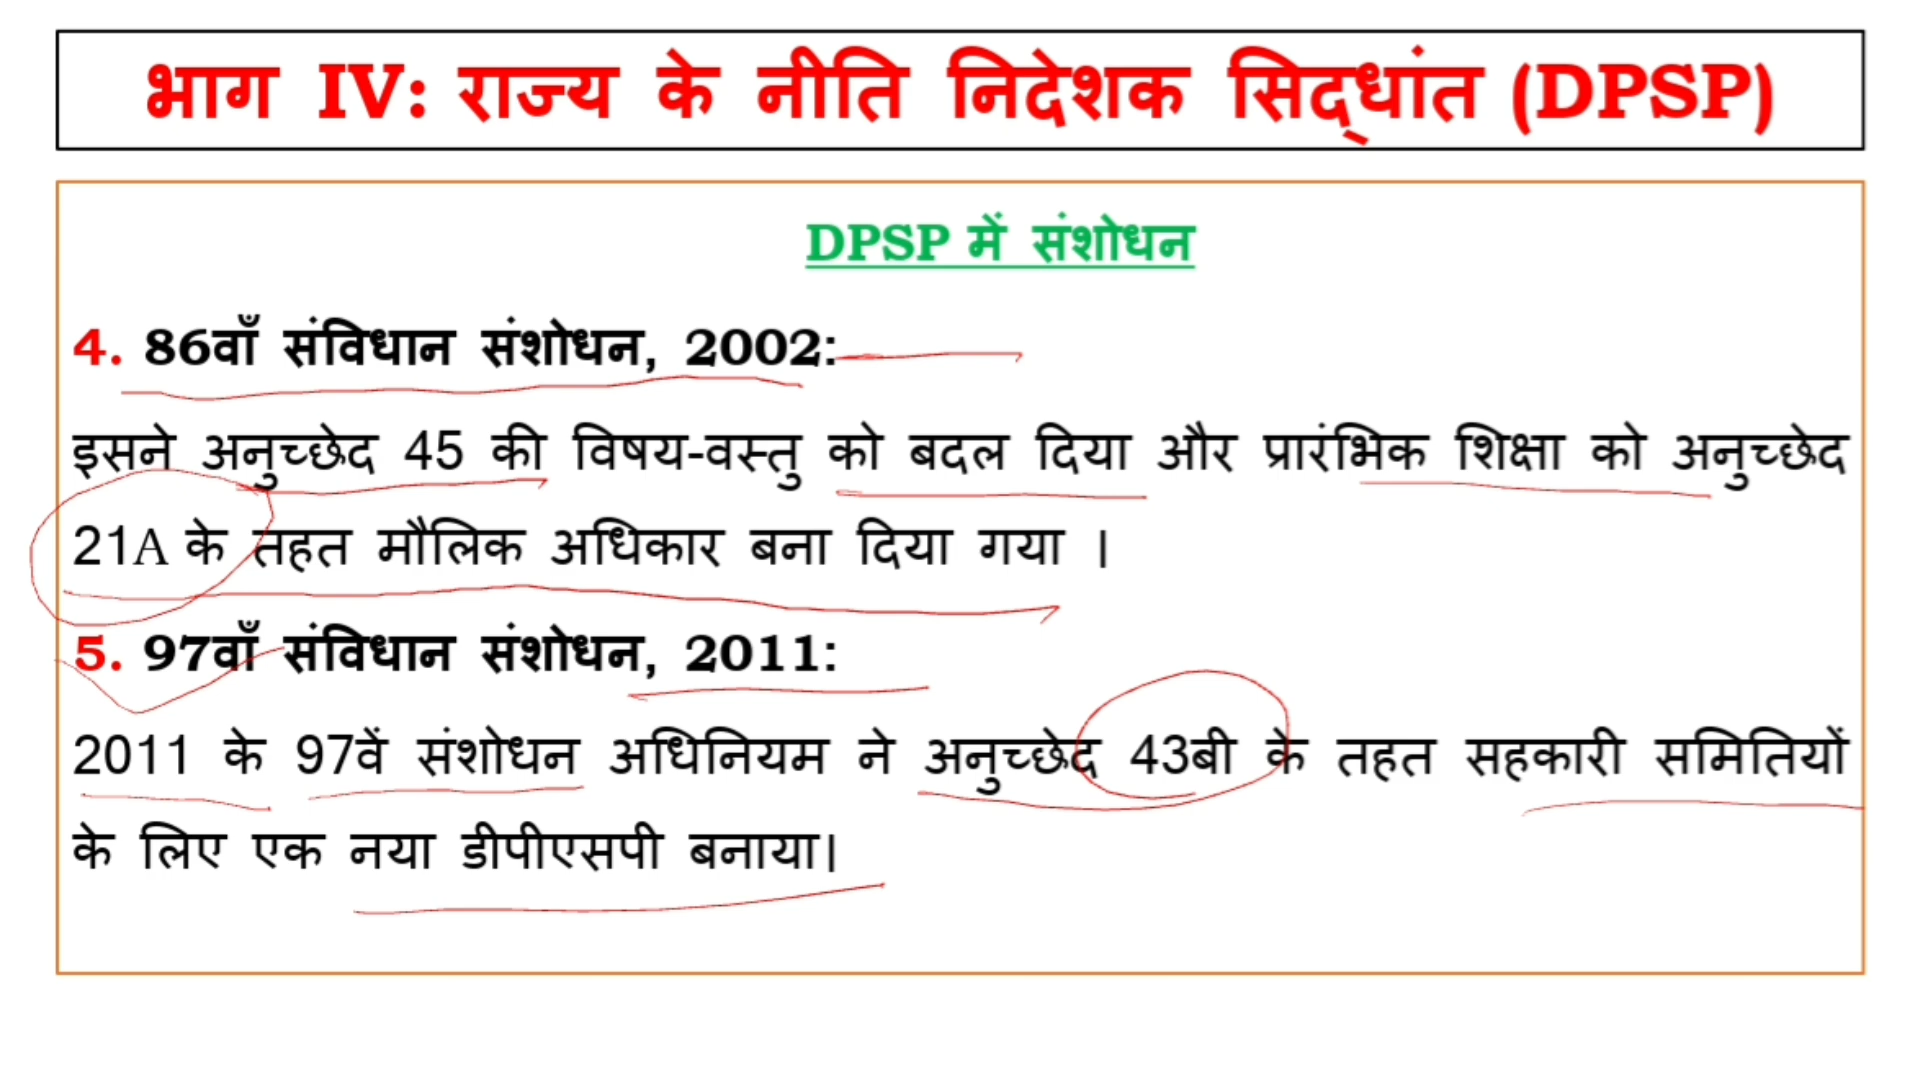 भाग IV: राज्य के नीति निदेशक सिद्धांत (DPSP)
DPSP में संशोधन
4. 86वाँ संविधान संशोधन, 2002:
इसने अनुच्छेद 45 की विषय-वस्तु को बदल दिया और प्रारंभिक शिक्षा को अनुच्छेद
21A के तहत मौलिक अधिकार बना दिया गया ।
5. 97वाँ संविधान संशोधन, 2011:
2011 के 97वें संशोधन अधिनियम ने अनुच्छेद 43बी के तहत सहकारी समितियों
के लिए एक नया डीपीएसपी बनाया।